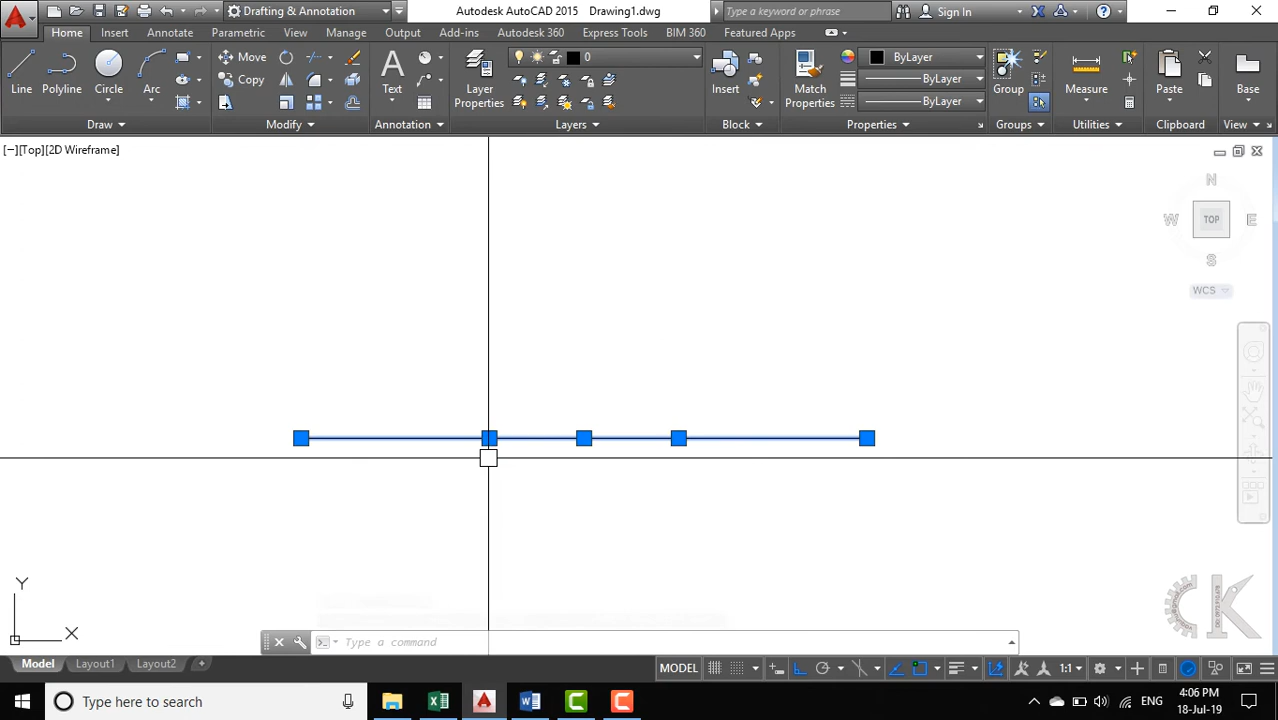 Drafting & Annotation
Autodesk AutoCAD 2015 Drawing1.dwg
Type a keyword or phrase
Sign In
Home Insert Annotate Parametric View Manage Output Add-ins Autodesk 360 Express Tools BIM 360 Featured Apps
Line
Polyline
Circle
Arc
Draw
Move
Copy
Modify
Text
Annotation
Layer
Properties
0
Layers
Insert
Block
Match
Properties
ByLayer
ByLayer
ByLayer
Properties
Group
Groups
Measure
Utilities
Paste
Clipboard
Base
View
[−][Top][2D Wireframe]
N
W
TOP
E
S
WCS
Y
X
Type a command
Model Layout1 Layout2 +
MODEL
1:1
Type here to search
ENG
4:06 PM
18-Jul-19